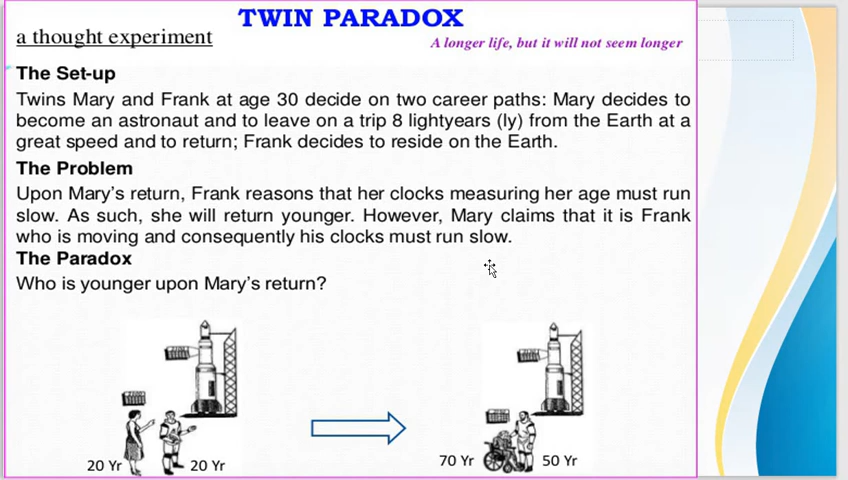 TWIN PARADOX
a thought experiment
A longer life, but it will not seem longer
The Set-up
Twins Mary and Frank at age 30 decide on two career paths: Mary decides to
become an astronaut and to leave on a trip 8 lightyears (ly) from the Earth at a
great speed and to return; Frank decides to reside on the Earth.
The Problem
Upon Mary’s return, Frank reasons that her clocks measuring her age must run
slow. As such, she will return younger. However, Mary claims that it is Frank
who is moving and consequently his clocks must run slow.
The Paradox
Who is younger upon Mary’s return?
20 Yr 20 Yr
70 Yr 50 Yr